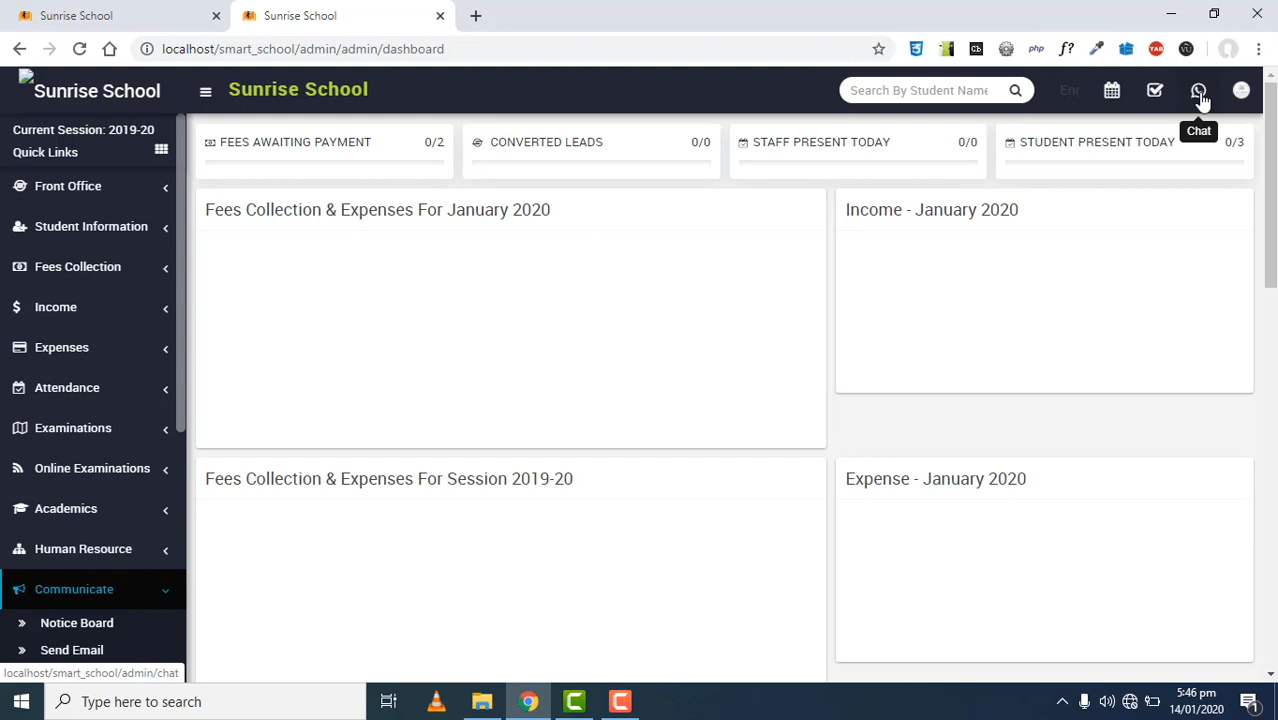 Sunrise School
Sunrise School
localhost/smart_school/admin/admin/dashboard
Sunrise School
Sunrise School
Search By Student Name
Chat
Current Session: 2019-20
Quick Links
FEES AWAITING PAYMENT 0/2
CONVERTED LEADS 0/0
STAFF PRESENT TODAY 0/0
STUDENT PRESENT TODAY 0/3
Front Office
Student Information
Fees Collection
Income
Expenses
Attendance
Examinations
Online Examinations
Academics
Human Resource
Communicate
Notice Board
Send Email
Fees Collection & Expenses For January 2020
Income - January 2020
Fees Collection & Expenses For Session 2019-20
Expense - January 2020
localhost/smart_school/admin/chat
Type here to search
5:46 pm
14/01/2020